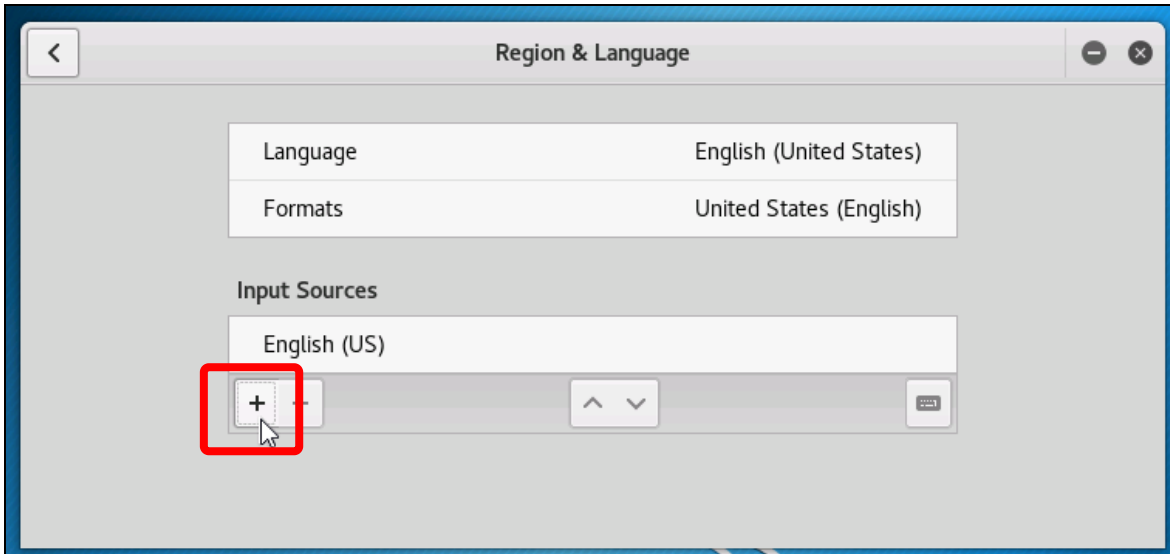 Region & Language
Language English (United States)
Formats United States (English)
Input Sources
English (US)